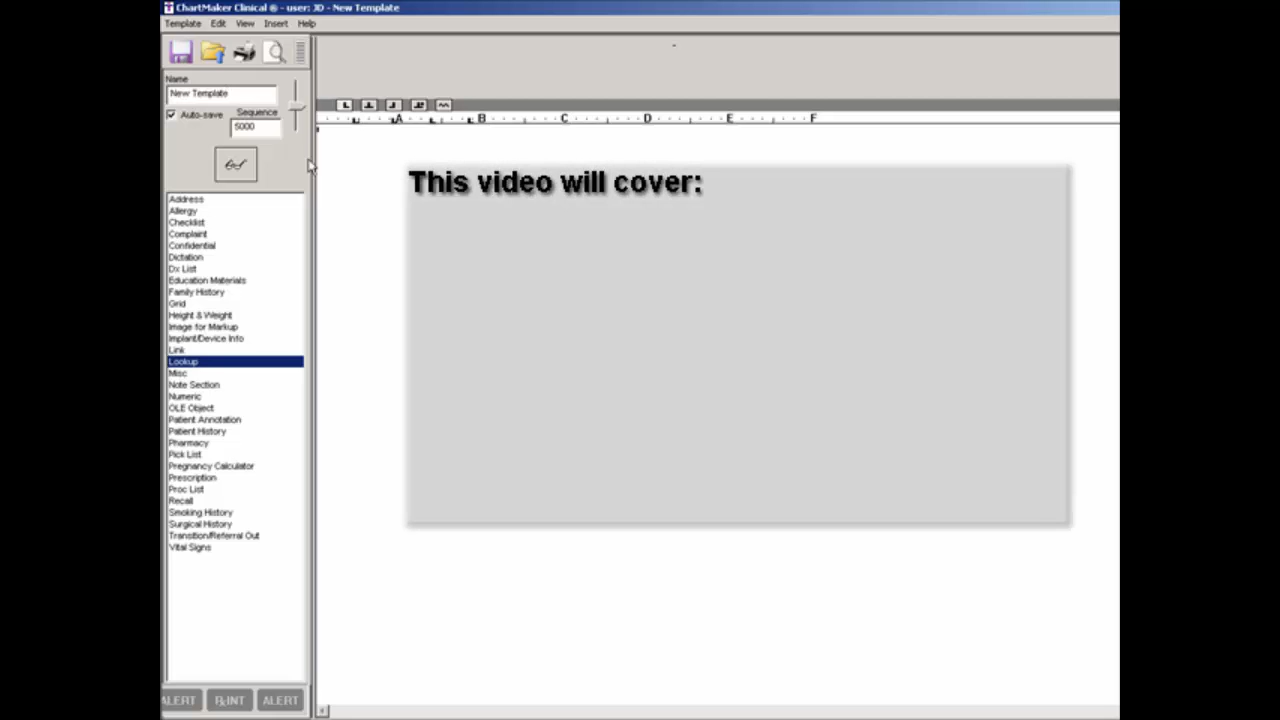 ChartMaker Clinical ® - user: JD - New Template
Template Edit View Insert Help
Name
New Template
Auto-save
Sequence
5000
A B C D E F
This video will cover:
Address
Allergy
Checklist
Complaint
Confidential
Dictation
Dx List
Education Materials
Family History
Grid
Height & Weight
Image for Markup
Implant/Device Info
Link
Lookup
Misc
Note Section
Numeric
OLE Object
Patient Annotation
Patient History
Pharmacy
Pick List
Pregnancy Calculator
Prescription
Proc List
Recall
Smoking History
Surgical History
Transition/Referral Out
Vital Signs
ALERT
ALERT